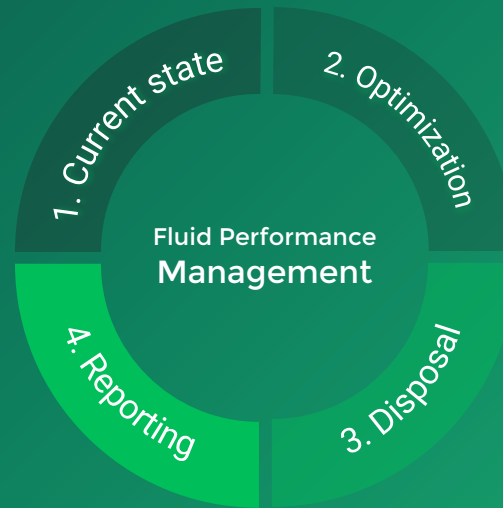 1. Current state
2. Optimization
Fluid Performance
Management
4. Reporting
3. Disposal